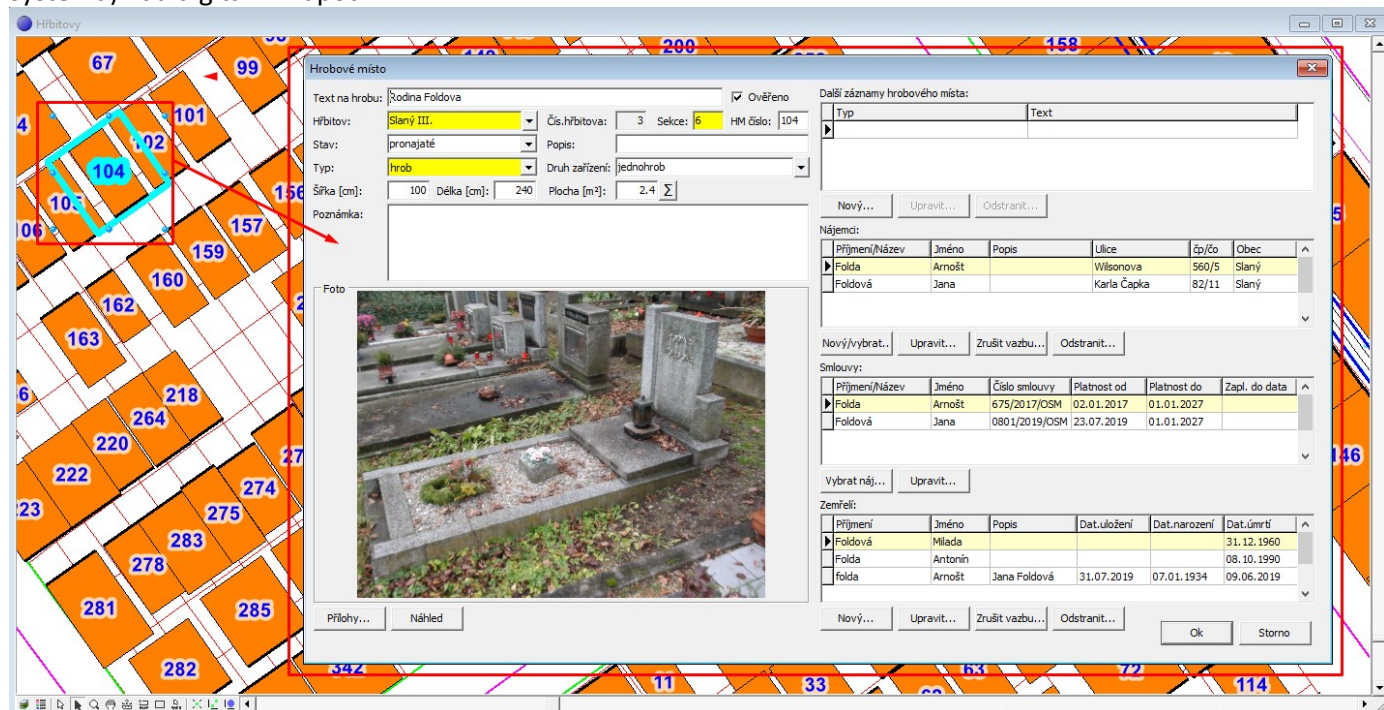 Hřbitovy
67
99
200
158
101
102
104
105
106
156
157
159
160
162
163
218
264
220
222
223
274
275
283
278
281
285
282
342
11
33
63
72
114
146
Hrobové místo
Text na hrobu: Rodina Foldova Ověřeno
Hřbitov: Slaný III. Čís.hřbitova: 3 Sekce: 6 HM číslo: 104
Stav: pronajaté Popis:
Typ: hrob Druh zařízení: jednohrob
Šířka [cm]: 100 Délka [cm]: 240 Plocha [m²]: 2.4 Σ
Poznámka:
Foto
Přílohy... Náhled
Další záznamy hrobového místa:
Typ Text
Nový... Upravit... Odstranit...
Nájemci:
Příjmení/Název Jméno Popis Ulice čp/čo Obec
Folda Arnošt Wilsonova 560/5 Slaný
Foldová Jana Karla Čapka 82/11 Slaný
Nový/vybrat.. Upravit... Zrušit vazbu... Odstranit...
Smlouvy:
Příjmení/Název Jméno Číslo smlouvy Platnost od Platnost do Zapl. do data
Folda Arnošt 675/2017/OSM 02.01.2017 01.01.2027
Foldová Jana 0801/2019/OSM 23.07.2019 01.01.2027
Vybrat náj... Upravit...
Zemřelí:
Příjmení Jméno Popis Dat.uložení Dat.narození Dat.úmrtí
Foldová Milada 31.12.1960
Folda Antonín 08.10.1990
folda Arnošt Jana Foldová 31.07.2019 07.01.1934 09.06.2019
Nový... Upravit... Zrušit vazbu... Odstranit...
Ok Storno